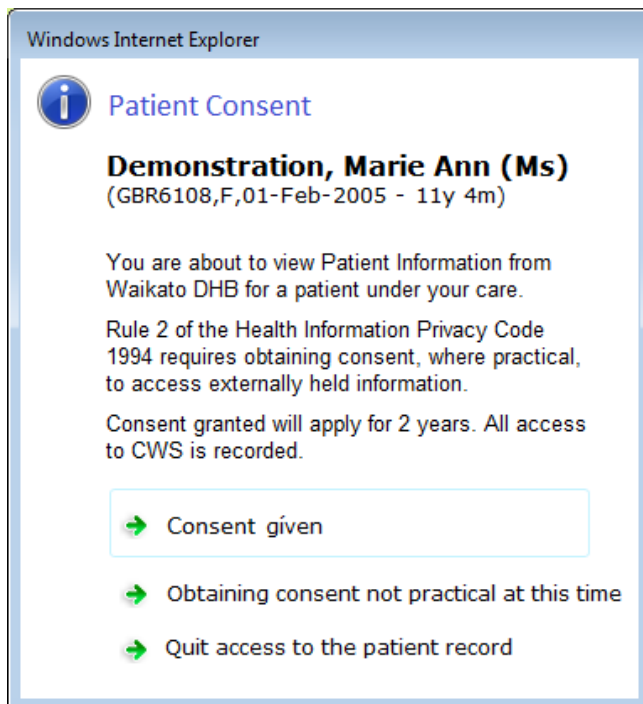 Windows Internet Explorer
Patient Consent
Demonstration, Marie Ann (Ms)
(GBR6108,F,01-Feb-2005 - 11y 4m)
You are about to view Patient Information from
Waikato DHB for a patient under your care.
Rule 2 of the Health Information Privacy Code
1994 requires obtaining consent, where practical,
to access externally held information.
Consent granted will apply for 2 years. All access
to CWS is recorded.
Consent given
Obtaining consent not practical at this time
Quit access to the patient record